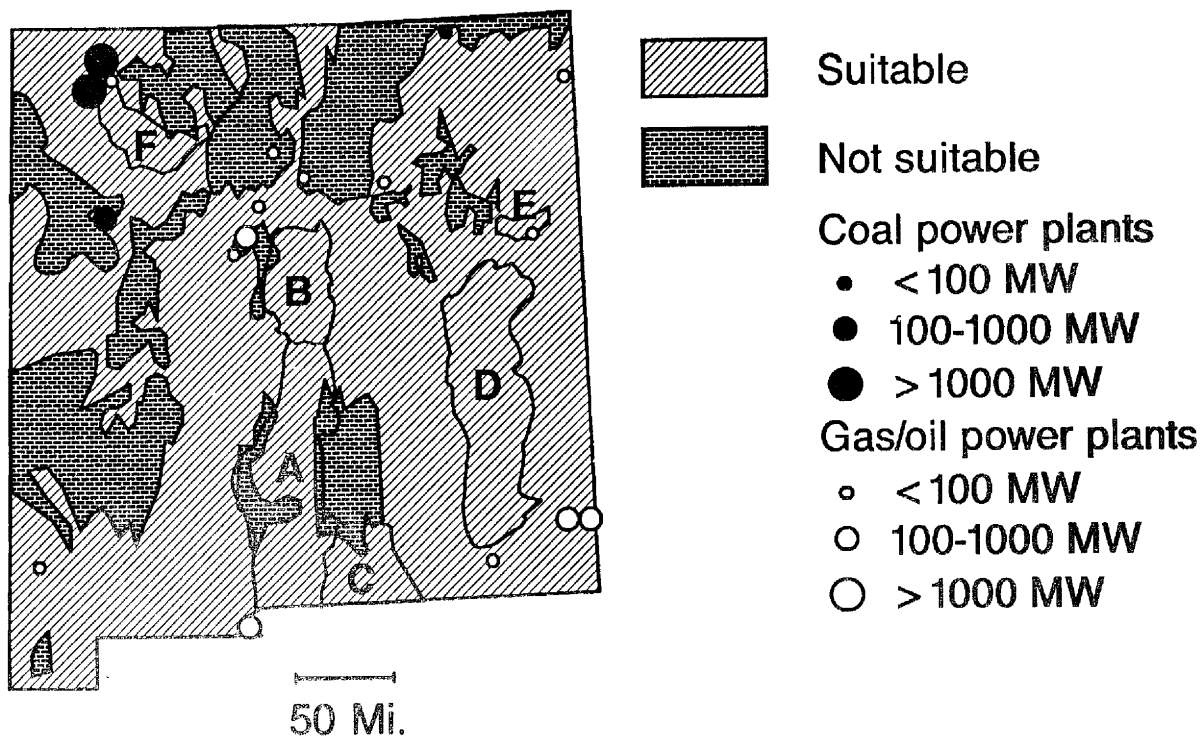 F
E
B
D
A
C
50 Mi.
Suitable
Not suitable
Coal power plants
< 100 MW
100-1000 MW
> 1000 MW
Gas/oil power plants
< 100 MW
100-1000 MW
> 1000 MW